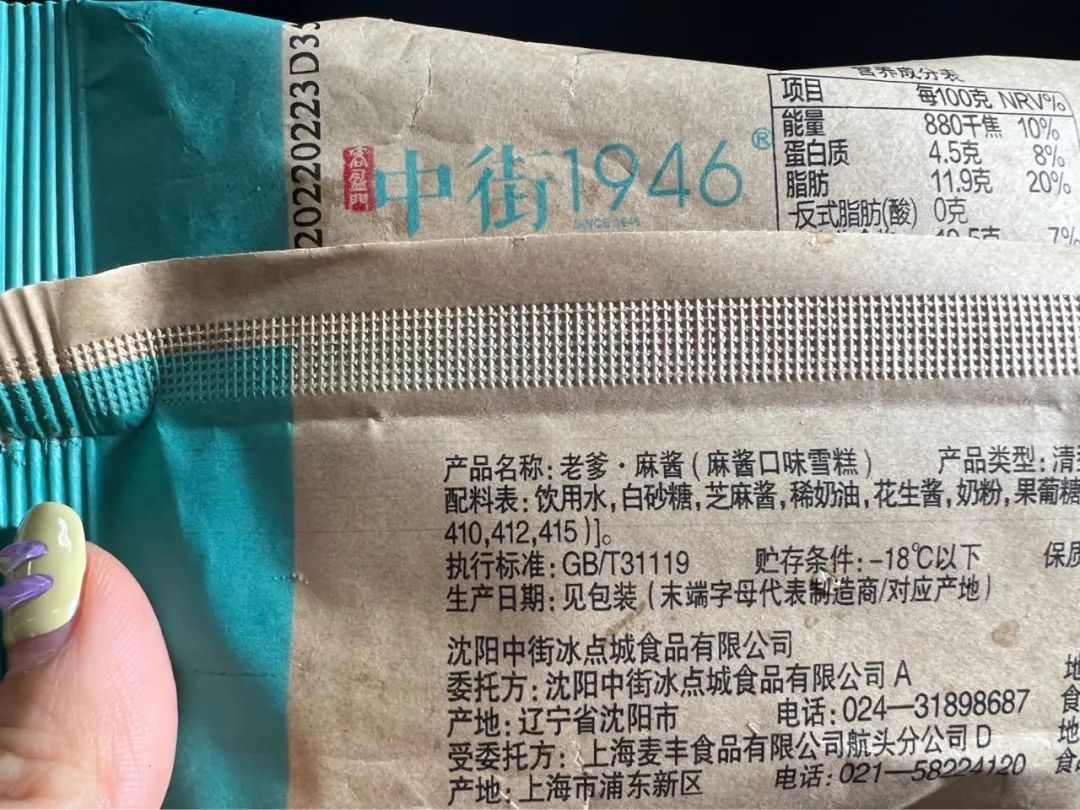 20220223D35
壹盈門
中街1946®
SINCE 1946
营养成分表
项目 每100克 NRV%
能量 880千焦 10%
蛋白质 4.5克 8%
脂肪 11.9克 20%
-反式脂肪(酸) 0克
7%
产品名称:老爹·麻酱(麻酱口味雪糕) 产品类型:清
配料表:饮用水,白砂糖,芝麻酱,稀奶油,花生酱,奶粉,果葡糖
410,412,415)]。
执行标准:GB/T31119 贮存条件:-18℃以下 保质
生产日期:见包装(末端字母代表制造商/对应产地)
沈阳中街冰点城食品有限公司
委托方:沈阳中街冰点城食品有限公司 A 地
产地:辽宁省沈阳市 电话:024—31898687 食
受委托方:上海麦丰食品有限公司航头分公司 D 地
产地:上海市浦东新区 电话:021—58224120 食